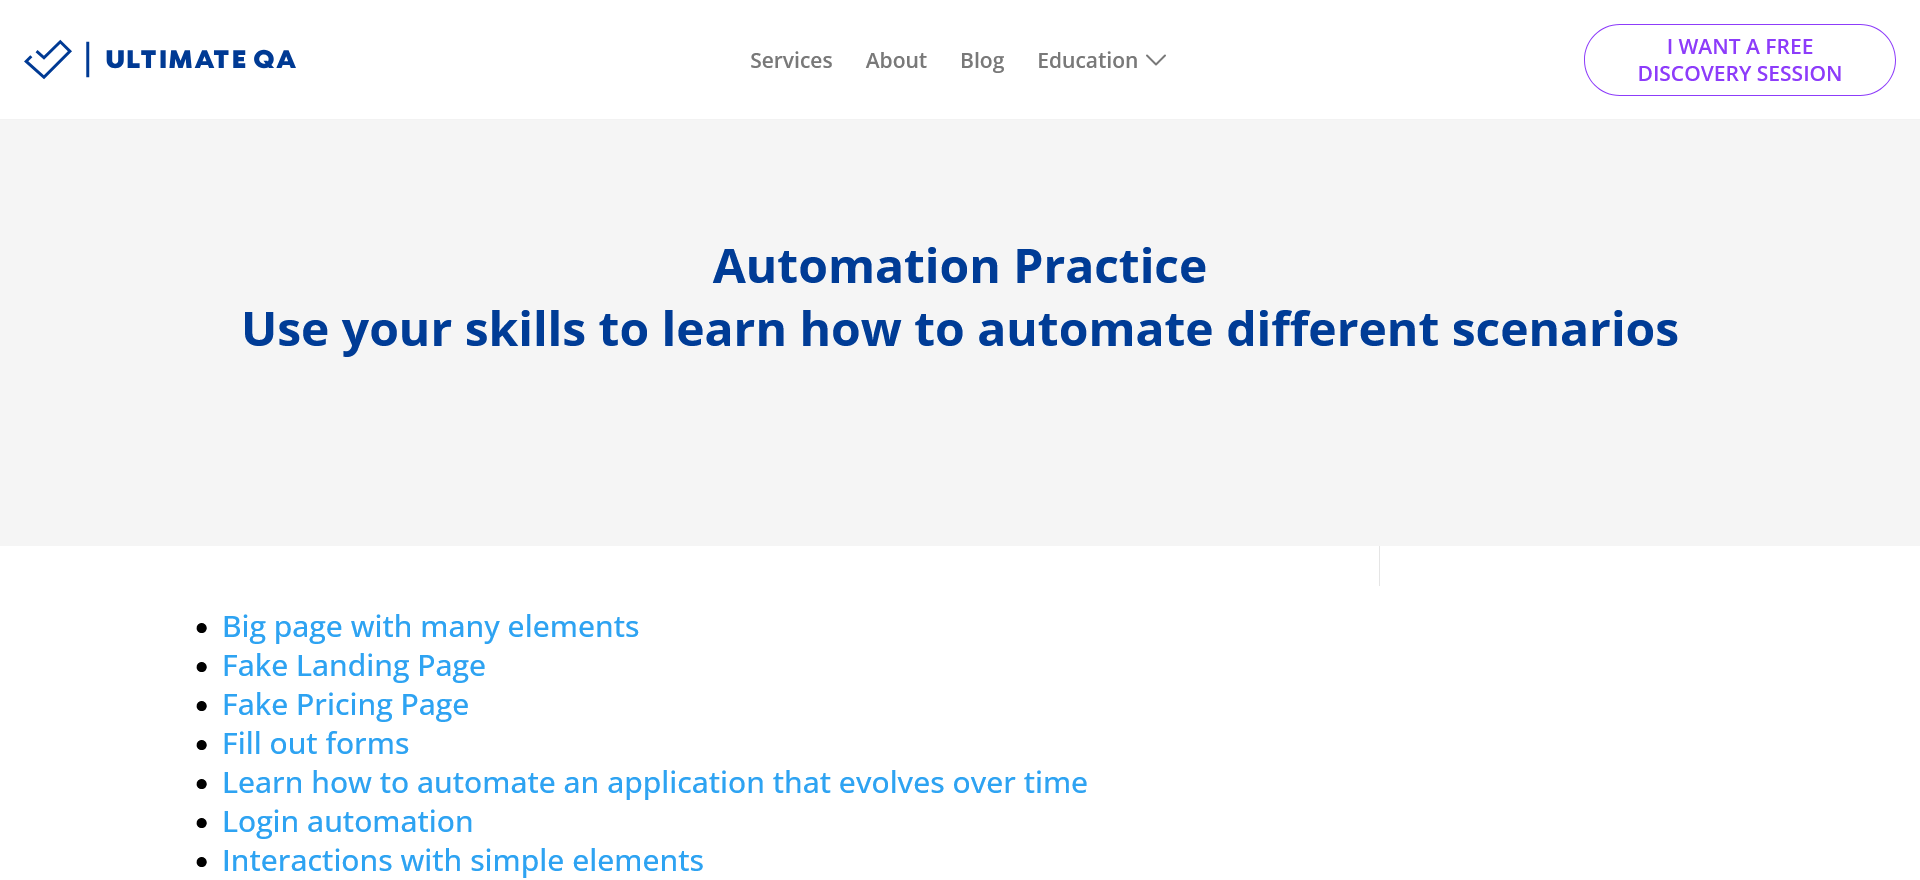 ULTIMATE QA
Services About Blog Education
I WANT A FREE
DISCOVERY SESSION
Automation Practice
Use your skills to learn how to automate different scenarios
Big page with many elements
Fake Landing Page
Fake Pricing Page
Fill out forms
Learn how to automate an application that evolves over time
Login automation
Interactions with simple elements